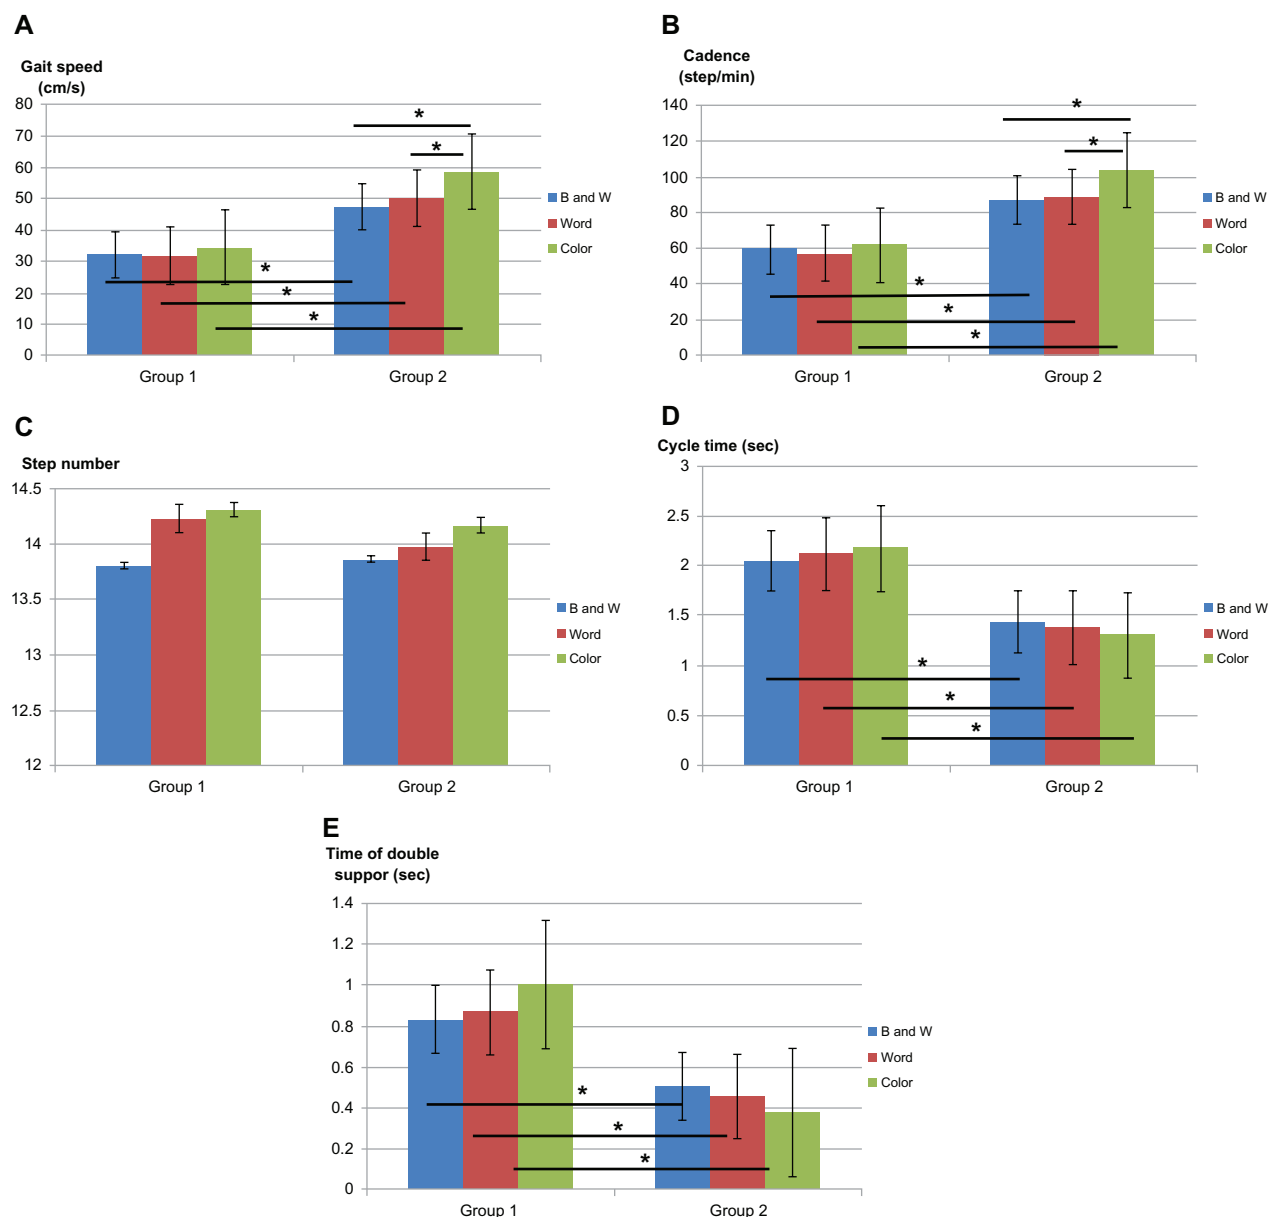 A
Gait speed
(cm/s)
80
70
60
50
40
30
20
10
0
*
*
*
*
*
Group 1
Group 2
B and W
Word
Color
B
Cadence
(step/min)
140
120
100
80
60
40
20
0
*
*
*
*
*
Group 1
Group 2
B and W
Word
Color
C
Step number
14.5
14
13.5
13
12.5
12
Group 1
Group 2
B and W
Word
Color
D
Cycle time (sec)
3
2.5
2
1.5
1
0.5
0
*
*
*
Group 1
Group 2
B and W
Word
Color
E
Time of double
suppor (sec)
1.4
1.2
1
0.8
0.6
0.4
0.2
0
*
*
*
Group 1
Group 2
B and W
Word
Color